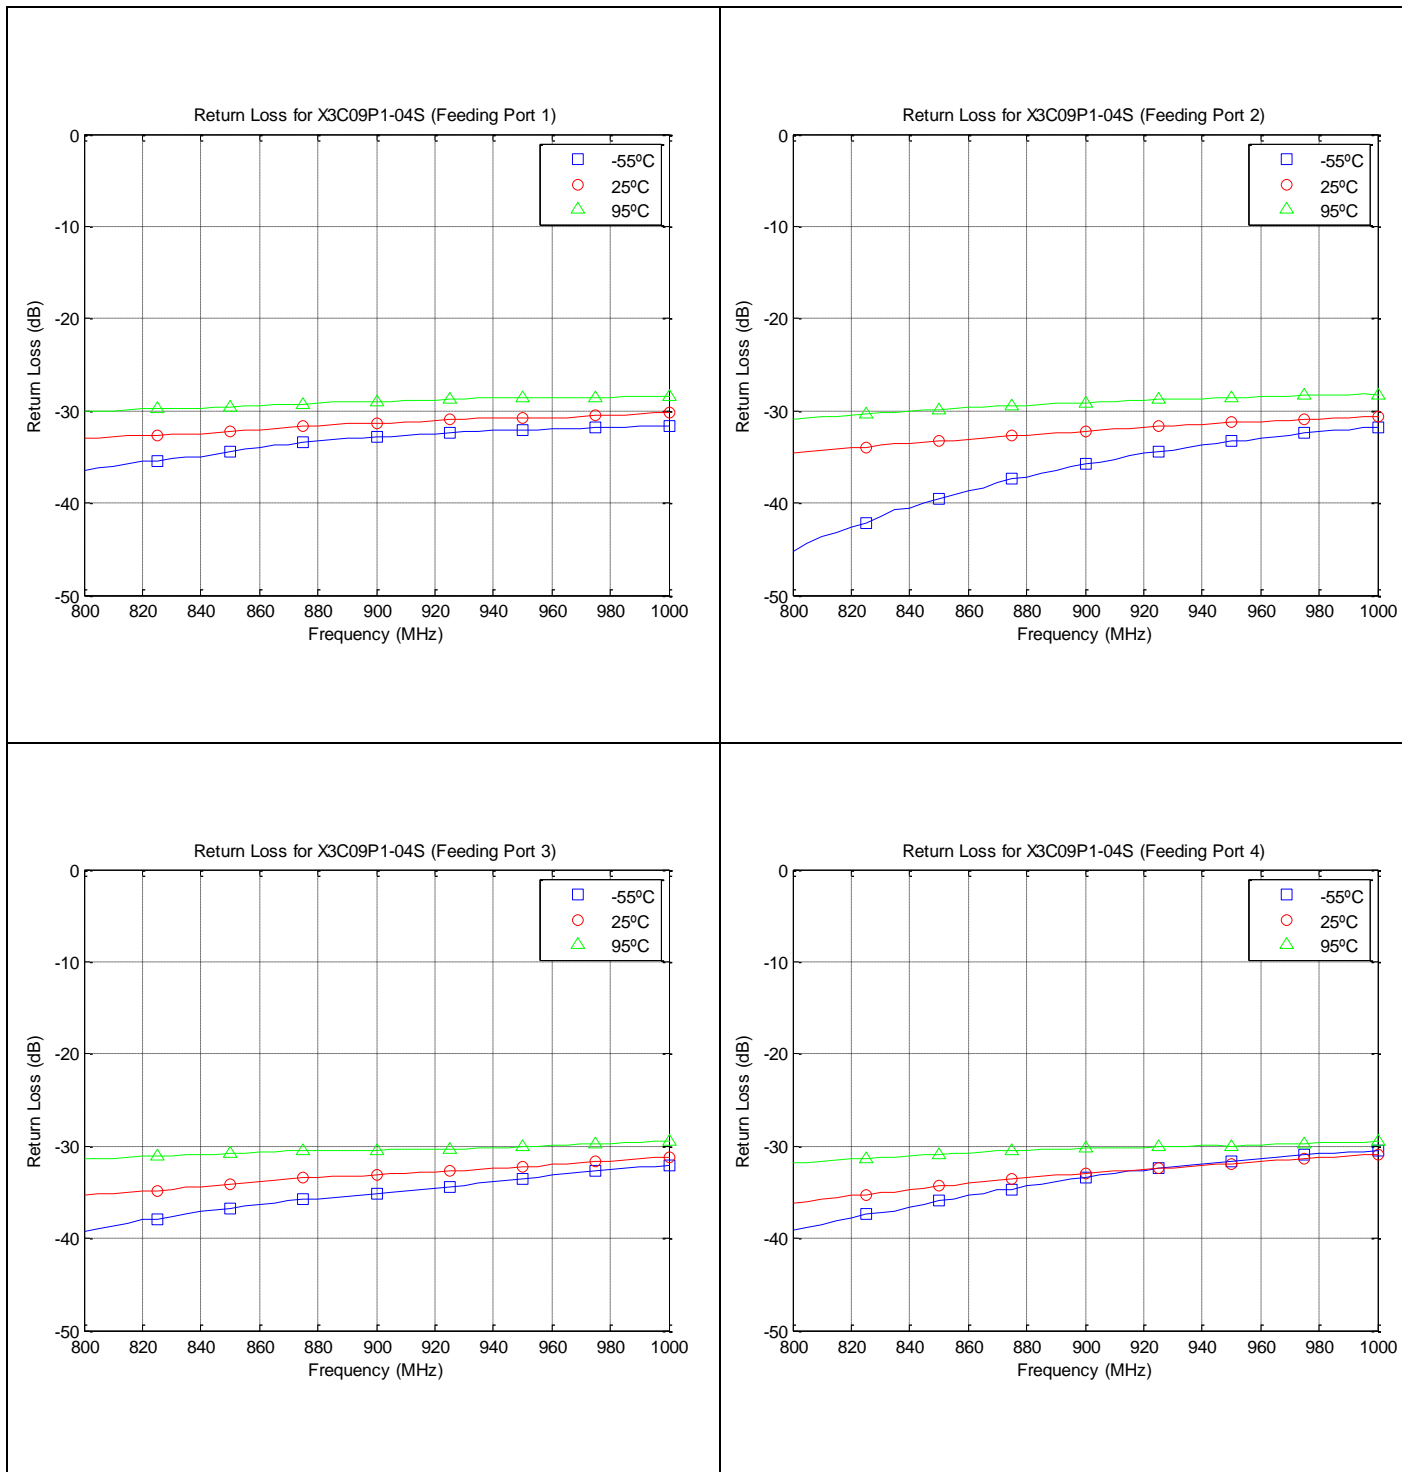 Return Loss for X3C09P1-04S (Feeding Port 1)
0
-10
-20
-30
-40
-50
Return Loss (dB)
-55ºC
25ºC
95ºC
800 820 840 860 880 900 920 940 960 980 1000
Frequency (MHz)
Return Loss for X3C09P1-04S (Feeding Port 2)
0
-10
-20
-30
-40
-50
Return Loss (dB)
-55ºC
25ºC
95ºC
800 820 840 860 880 900 920 940 960 980 1000
Frequency (MHz)
Return Loss for X3C09P1-04S (Feeding Port 3)
0
-10
-20
-30
-40
-50
Return Loss (dB)
-55ºC
25ºC
95ºC
800 820 840 860 880 900 920 940 960 980 1000
Frequency (MHz)
Return Loss for X3C09P1-04S (Feeding Port 4)
0
-10
-20
-30
-40
-50
Return Loss (dB)
-55ºC
25ºC
95ºC
800 820 840 860 880 900 920 940 960 980 1000
Frequency (MHz)